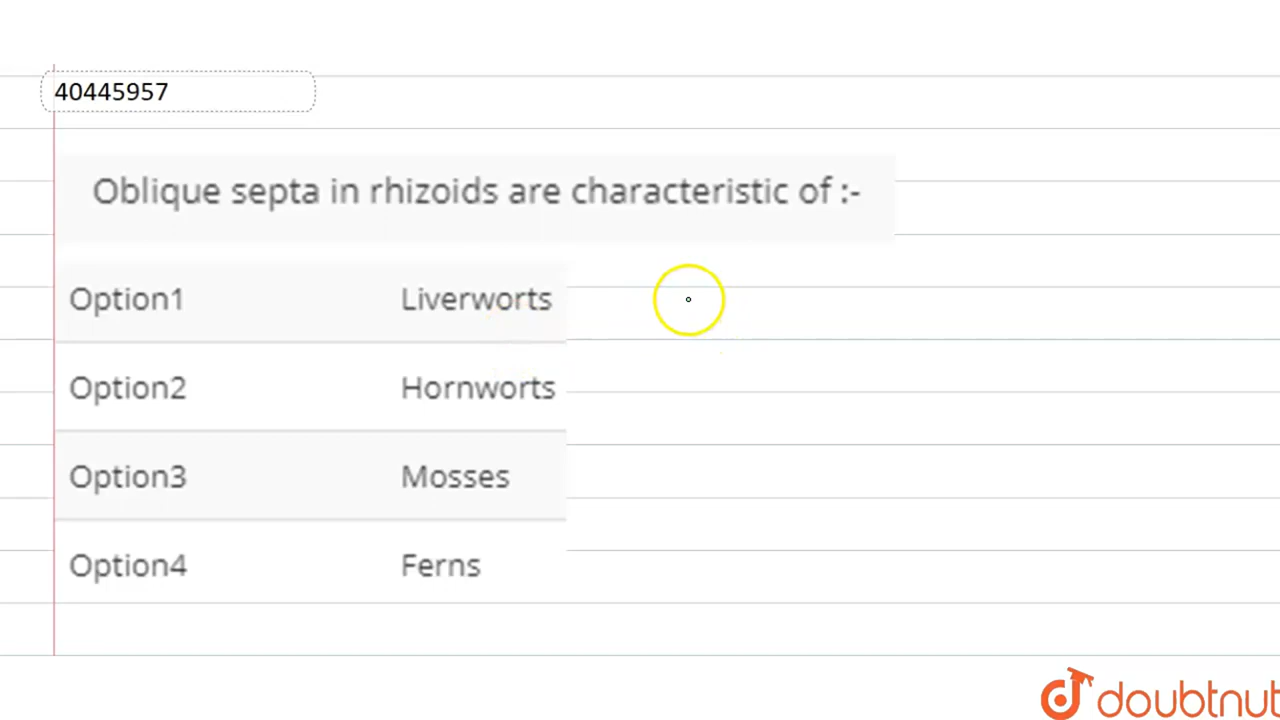 40445957
Oblique septa in rhizoids are characteristic of :-
Option1 Liverworts
Option2 Hornworts
Option3 Mosses
Option4 Ferns
doubtnut